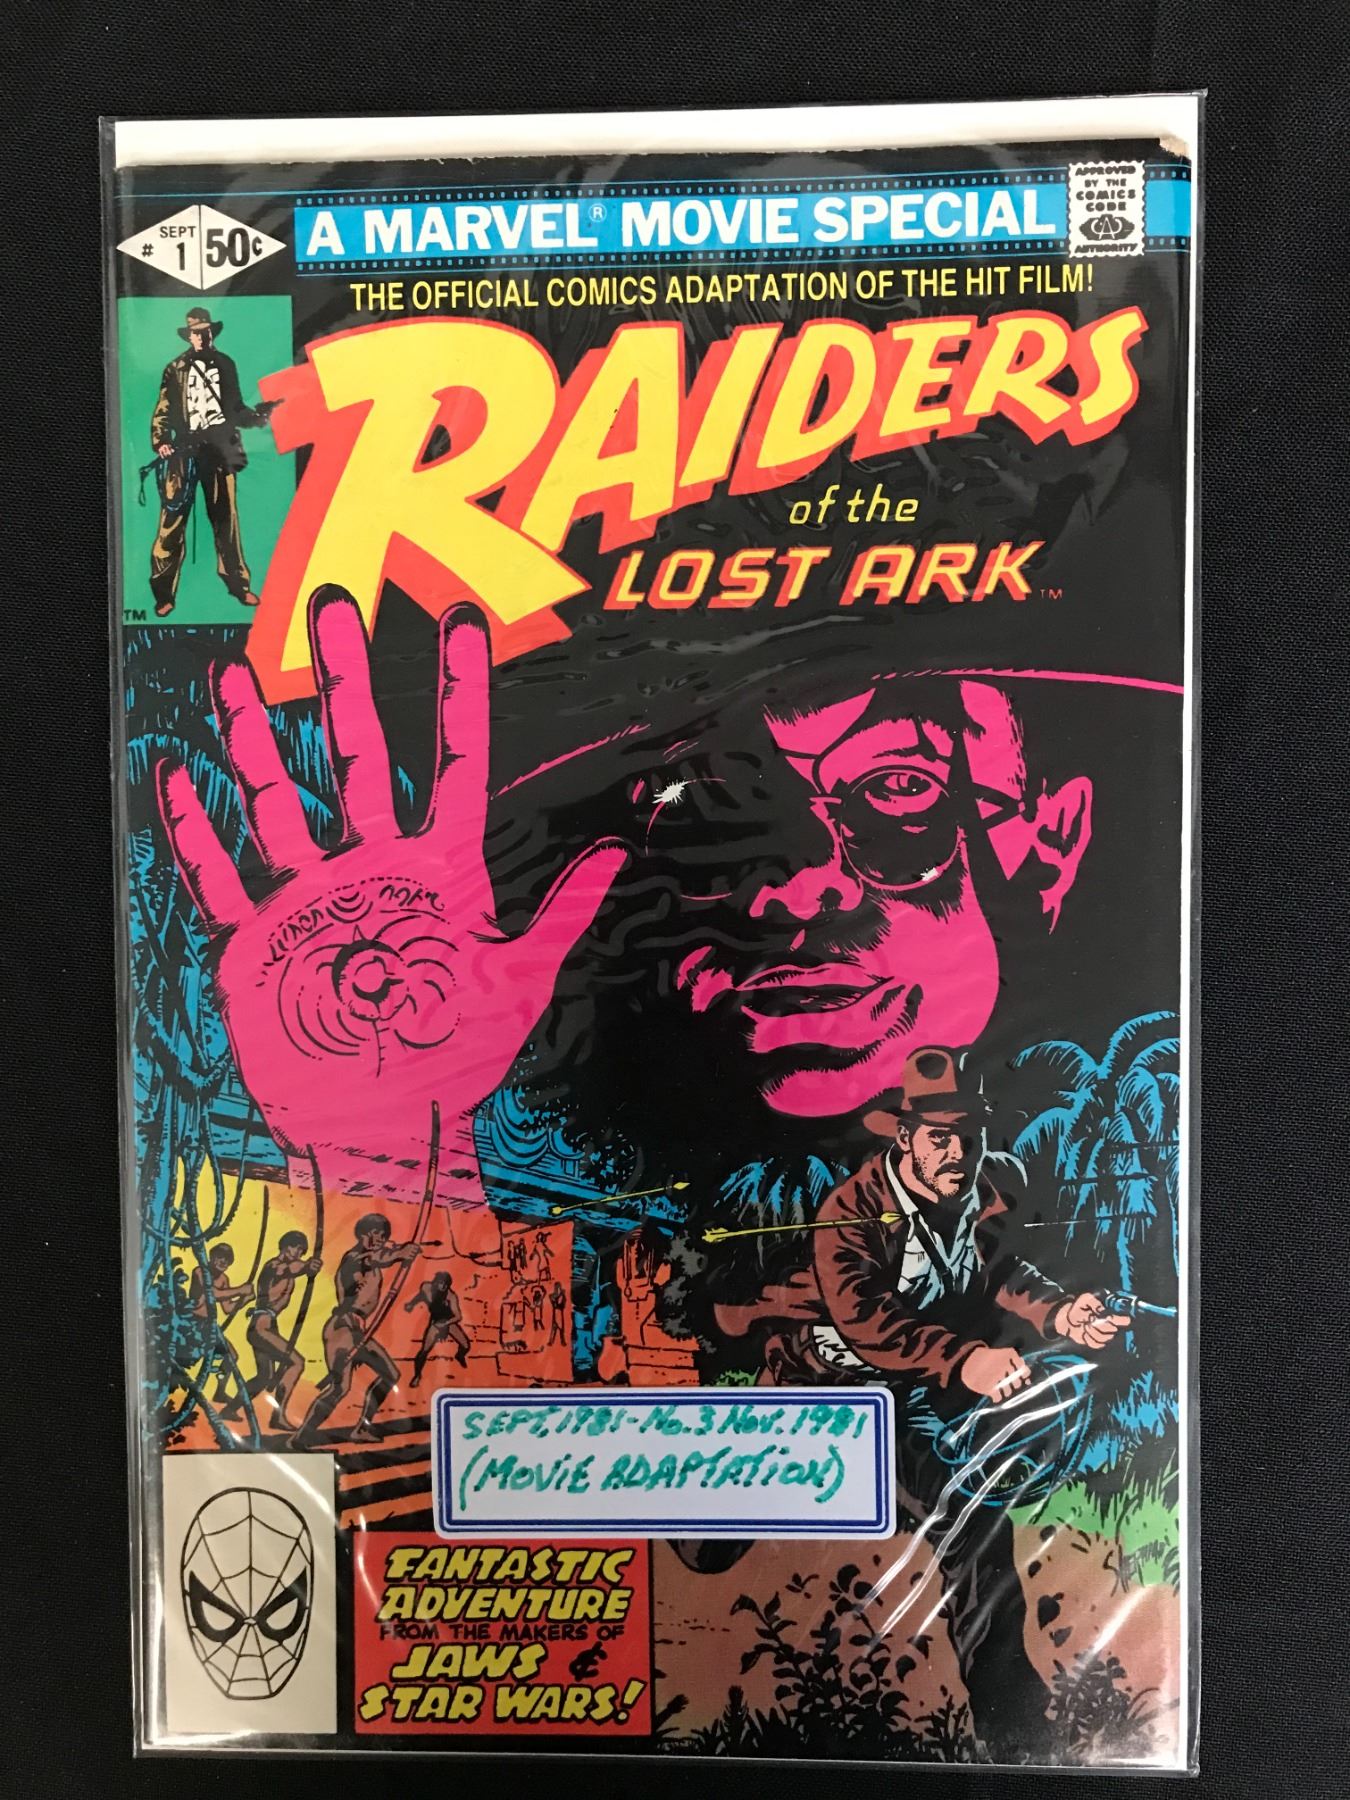 SEPT
# 1
50¢
A MARVEL® MOVIE SPECIAL
APPROVED
BY THE
COMICS
CODE
CA
AUTHORITY
THE OFFICIAL COMICS ADAPTATION OF THE HIT FILM!
RAIDERS
of the
LOST ARK™
TM
SEPT. 1981-No.3 Nov. 1981
(MOVIE ADAPTATION)
FANTASTIC
ADVENTURE
FROM THE MAKERS OF
JAWS &
STAR WARS!